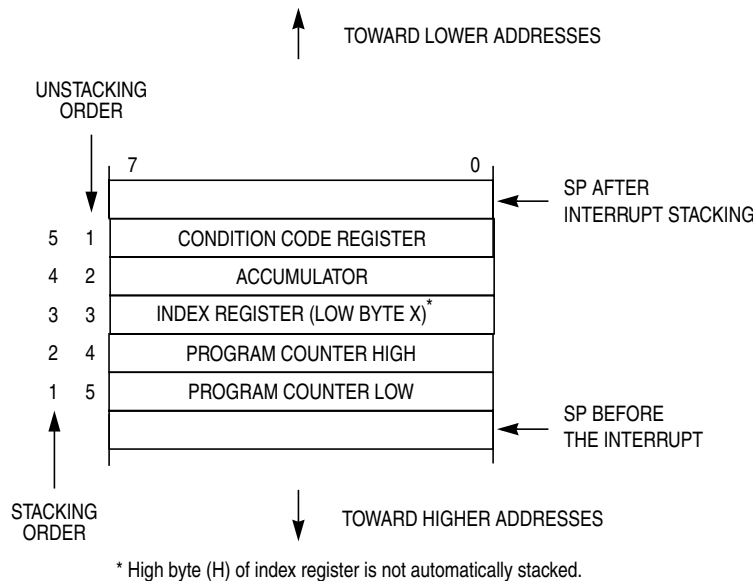 TOWARD LOWER ADDRESSES
UNSTACKING
ORDER
7 0
SP AFTER
INTERRUPT STACKING
5 1 CONDITION CODE REGISTER
4 2 ACCUMULATOR
3 3 INDEX REGISTER (LOW BYTE X)*
2 4 PROGRAM COUNTER HIGH
1 5 PROGRAM COUNTER LOW
SP BEFORE
THE INTERRUPT
STACKING
ORDER
TOWARD HIGHER ADDRESSES
* High byte (H) of index register is not automatically stacked.